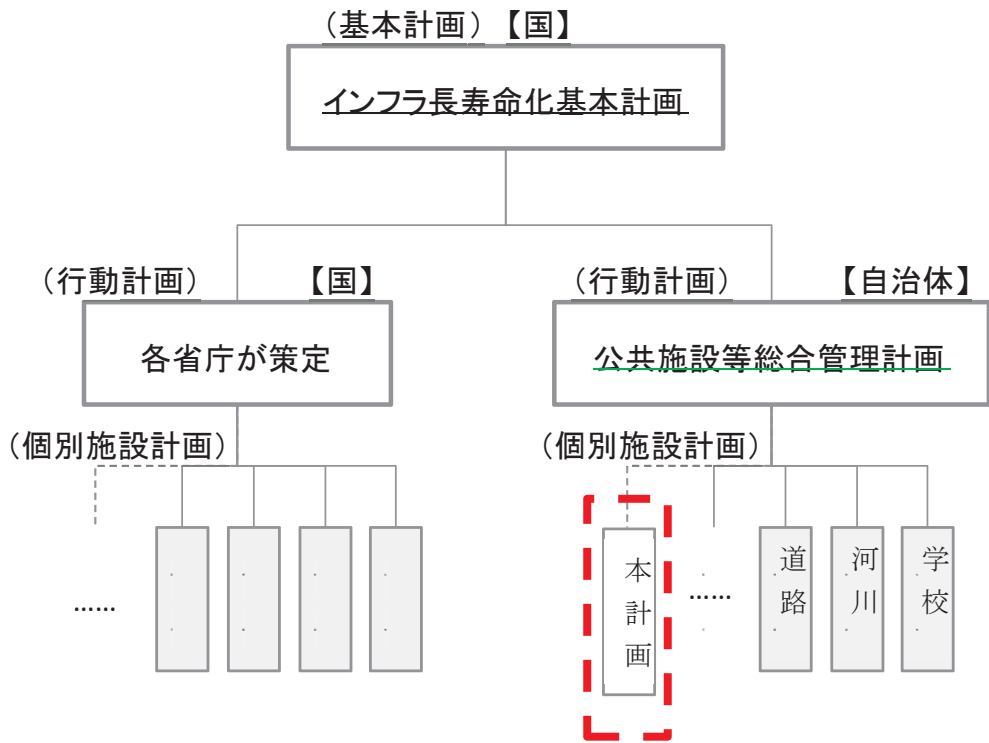 （基本計画）【国】
インフラ長寿命化基本計画
（行動計画）　【国】
各省庁が策定
（個別施設計画）
……
（行動計画）　【自治体】
公共施設等総合管理計画
（個別施設計画）
本計画
……
道路
河川
学校